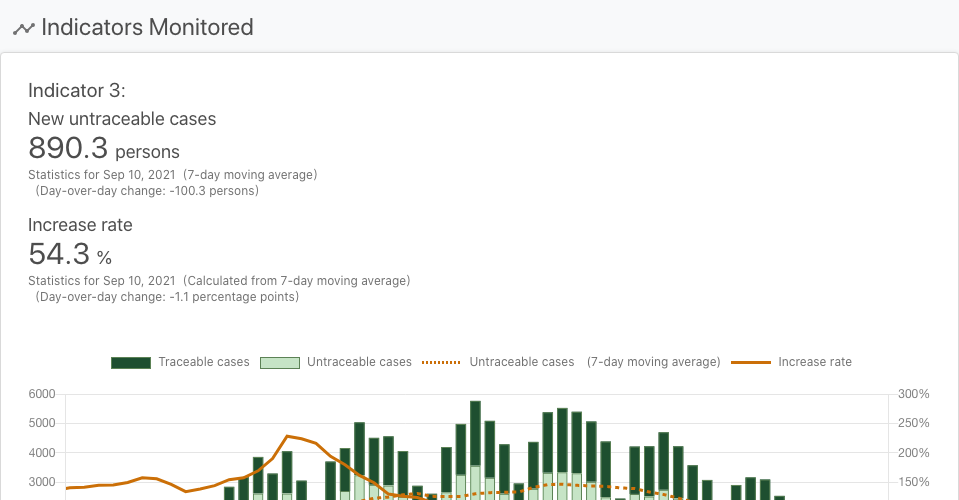 Indicators Monitored
Indicator 3:
New untraceable cases
890.3 persons
Statistics for Sep 10, 2021 (7-day moving average)
(Day-over-day change: -100.3 persons)
Increase rate
54.3 %
Statistics for Sep 10, 2021 (Calculated from 7-day moving average)
(Day-over-day change: -1.1 percentage points)
Traceable cases Untraceable cases Untraceable cases (7-day moving average) Increase rate
6000 300%
5000 250%
4000 200%
3000 150%